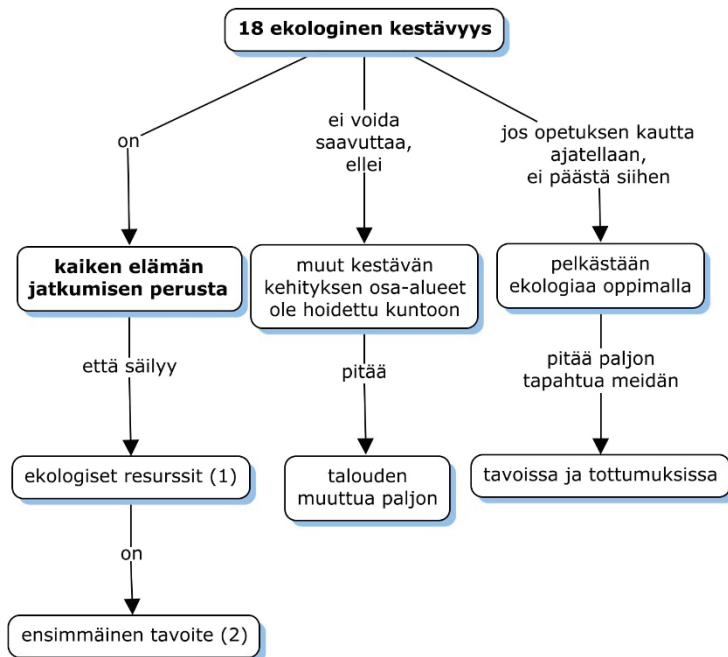 18 ekologinen kestävyys
on
ei voida
saavuttaa,
ellei
jos opetuksen kautta
ajatellaan,
ei päästä siihen
kaiken elämän
jatkumisen perusta
muut kestävän
kehityksen osa-alueet
ole hoidettu kuntoon
pelkästään
ekologiaa oppimalla
että säilyy
pitää
pitää paljon
tapahtua meidän
ekologiset resurssit (1)
talouden
muuttua paljon
tavoissa ja tottumuksissa
on
ensimmäinen tavoite (2)